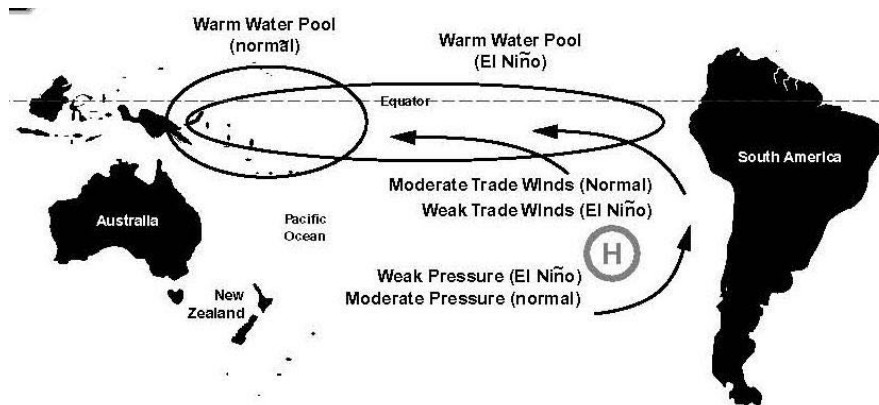 Warm Water Pool
(normal)
Warm Water Pool
(El Niño)
Equator
South America
Moderate Trade Winds (Normal)
Weak Trade Winds (El Niño)
Australia
Pacific
Ocean
H
Weak Pressure (El Niño)
Moderate Pressure (normal)
New
Zealand